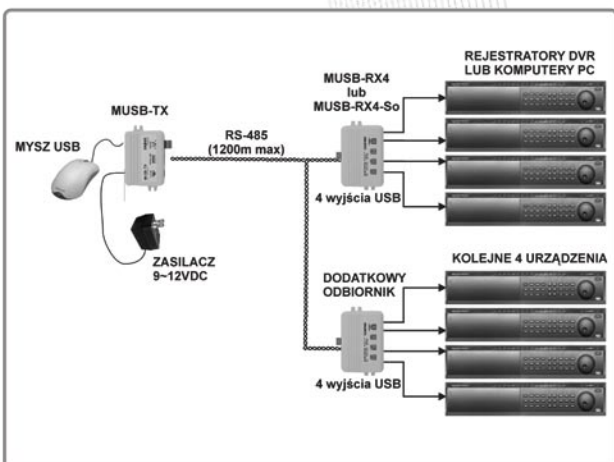 REJESTRATORY DVR
LUB KOMPUTERY PC
MUSB-RX4
lub
MUSB-RX4-So
MUSB-TX
RS-485
(1200m max)
MYSZ USB
4 wyjścia USB
ZASILACZ
9~12VDC
KOLEJNE 4 URZĄDZENIA
DODATKOWY
ODBIORNIK
4 wyjścia USB